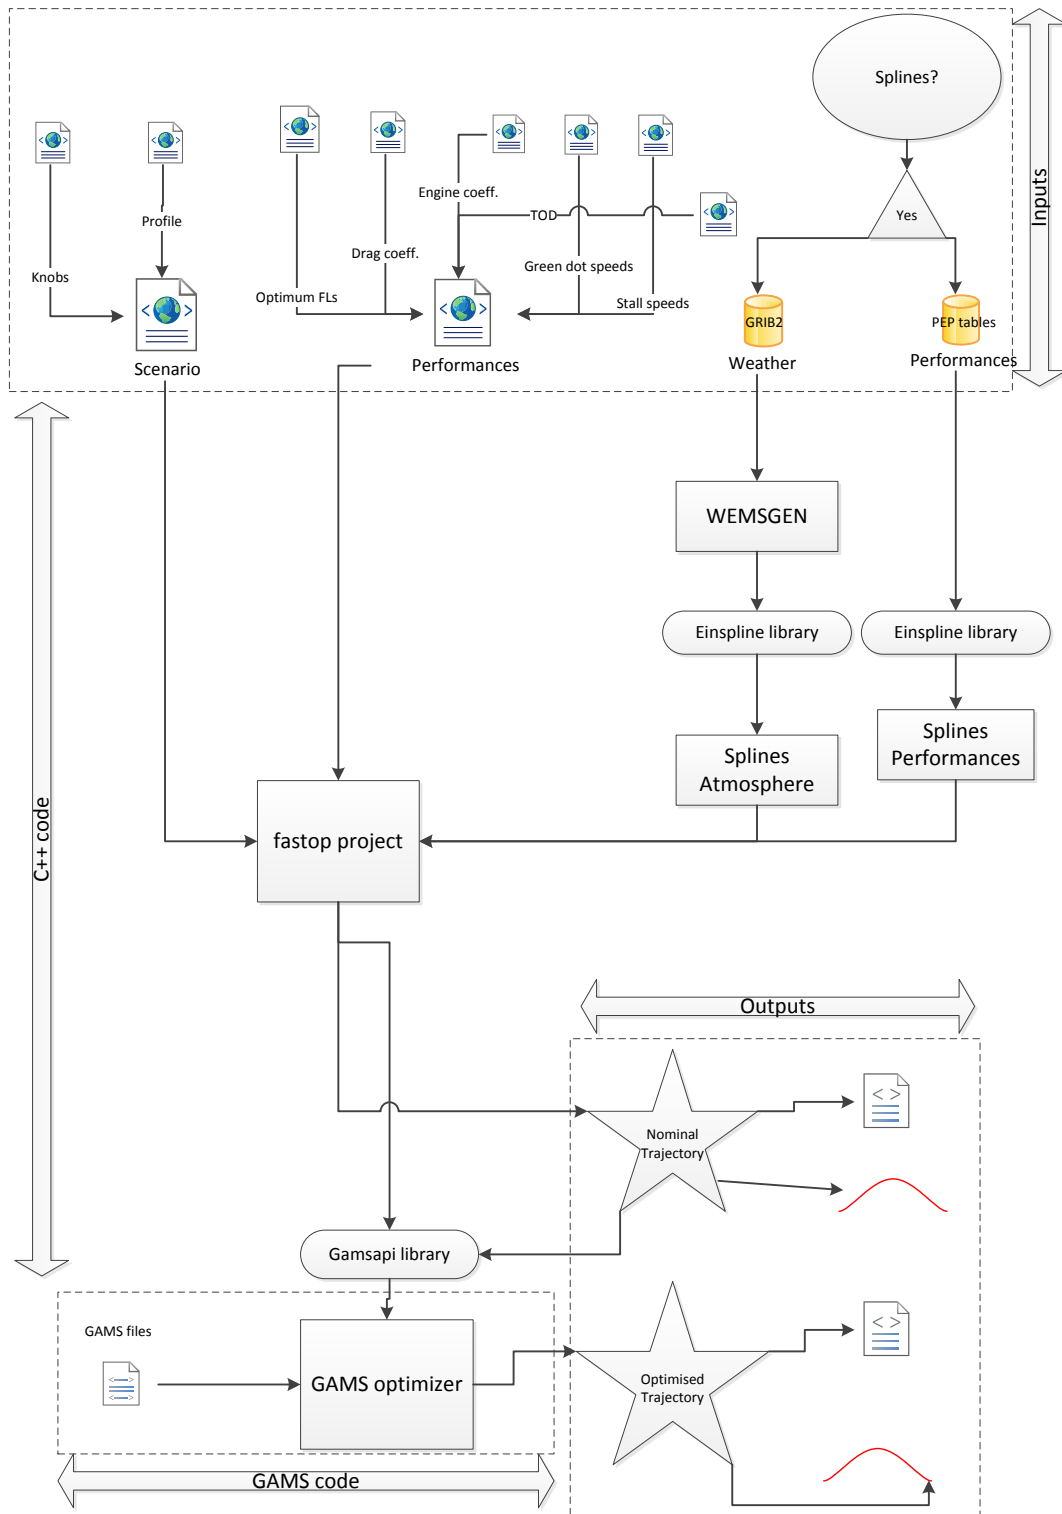 Splines?
Yes
Inputs
Engine coeff.
TOD
Profile
Drag coeff.
Green dot speeds
Knobs
Optimum FLs
Stall speeds
GRIB2
PEP tables
Scenario
Performances
Weather
Performances
WEMSGEN
Einspline library
Einspline library
Splines
Atmosphere
Splines
Performances
fastop project
C++ code
Outputs
Nominal
Trajectory
Gamsapi library
GAMS files
GAMS optimizer
Optimised
Trajectory
GAMS code